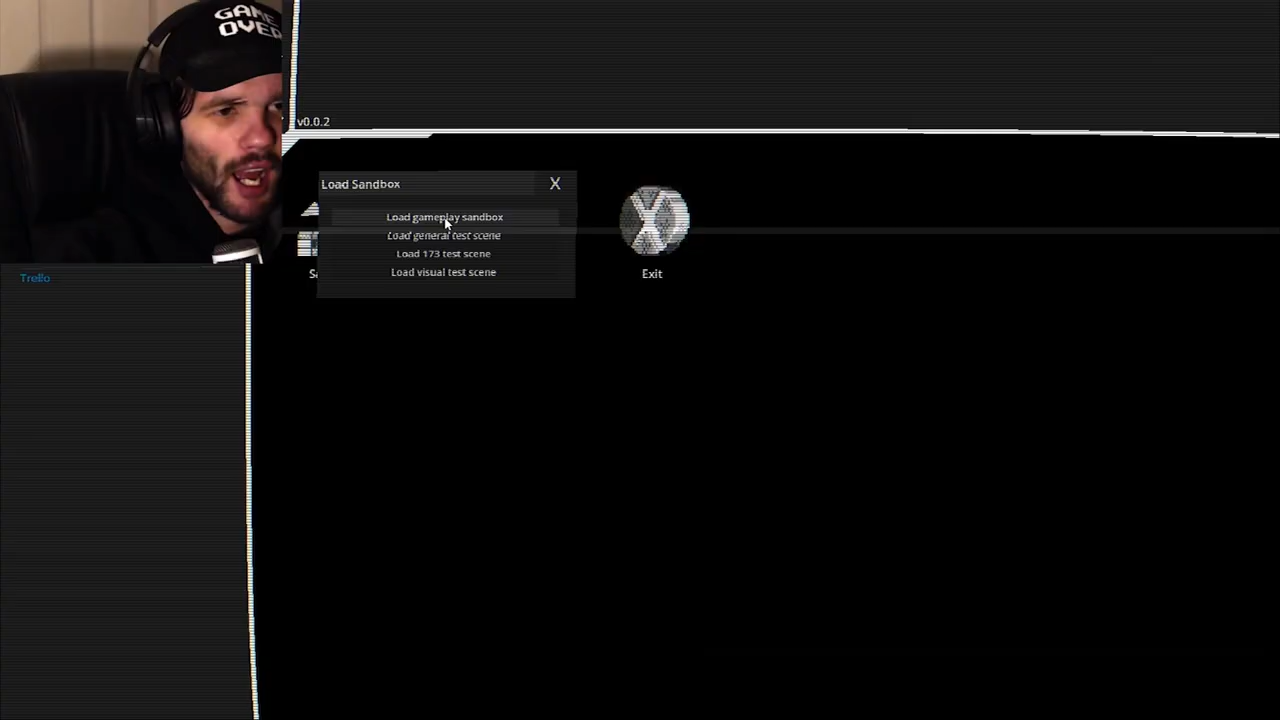 GAME
OVER
v0.0.2
Load Sandbox
X
Load gameplay sandbox
Load general test scene
Load 173 test scene
Load visual test scene
Exit
Trello